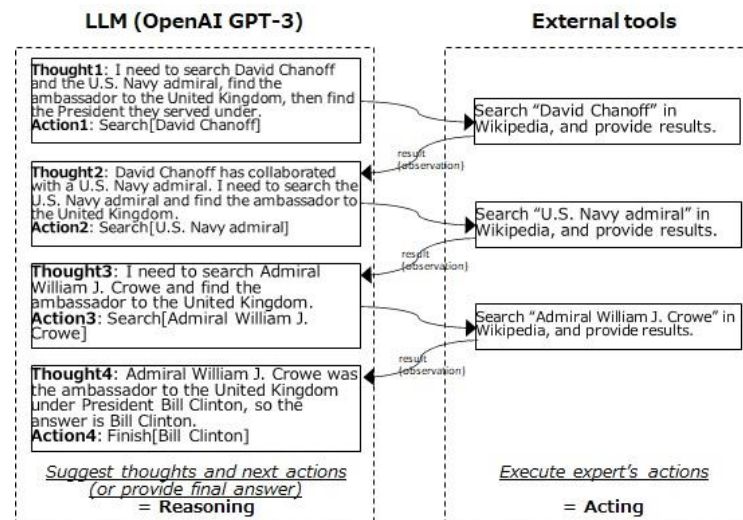 LLM (OpenAI GPT-3)
External tools
Thought1: I need to search David Chanoff
and the U.S. Navy admiral, find the
ambassador to the United Kingdom, then find
the President they served under.
Action1: Search[David Chanoff]
Search “David Chanoff” in
Wikipedia, and provide results.
result
(observation)
Thought2: David Chanoff has collaborated
with a U.S. Navy admiral. I need to search the
U.S. Navy admiral and find the ambassador to
the United Kingdom.
Action2: Search[U.S. Navy admiral]
Search “U.S. Navy admiral” in
Wikipedia, and provide results.
result
(observation)
Thought3: I need to search Admiral
William J. Crowe and find the
ambassador to the United Kingdom.
Action3: Search[Admiral William J.
Crowe]
Search “Admiral William J. Crowe” in
Wikipedia, and provide results.
result
(observation)
Thought4: Admiral William J. Crowe was
the ambassador to the United Kingdom
under President Bill Clinton, so the
answer is Bill Clinton.
Action4: Finish[Bill Clinton]
Suggest thoughts and next actions
(or provide final answer)
= Reasoning
Execute expert’s actions
= Acting